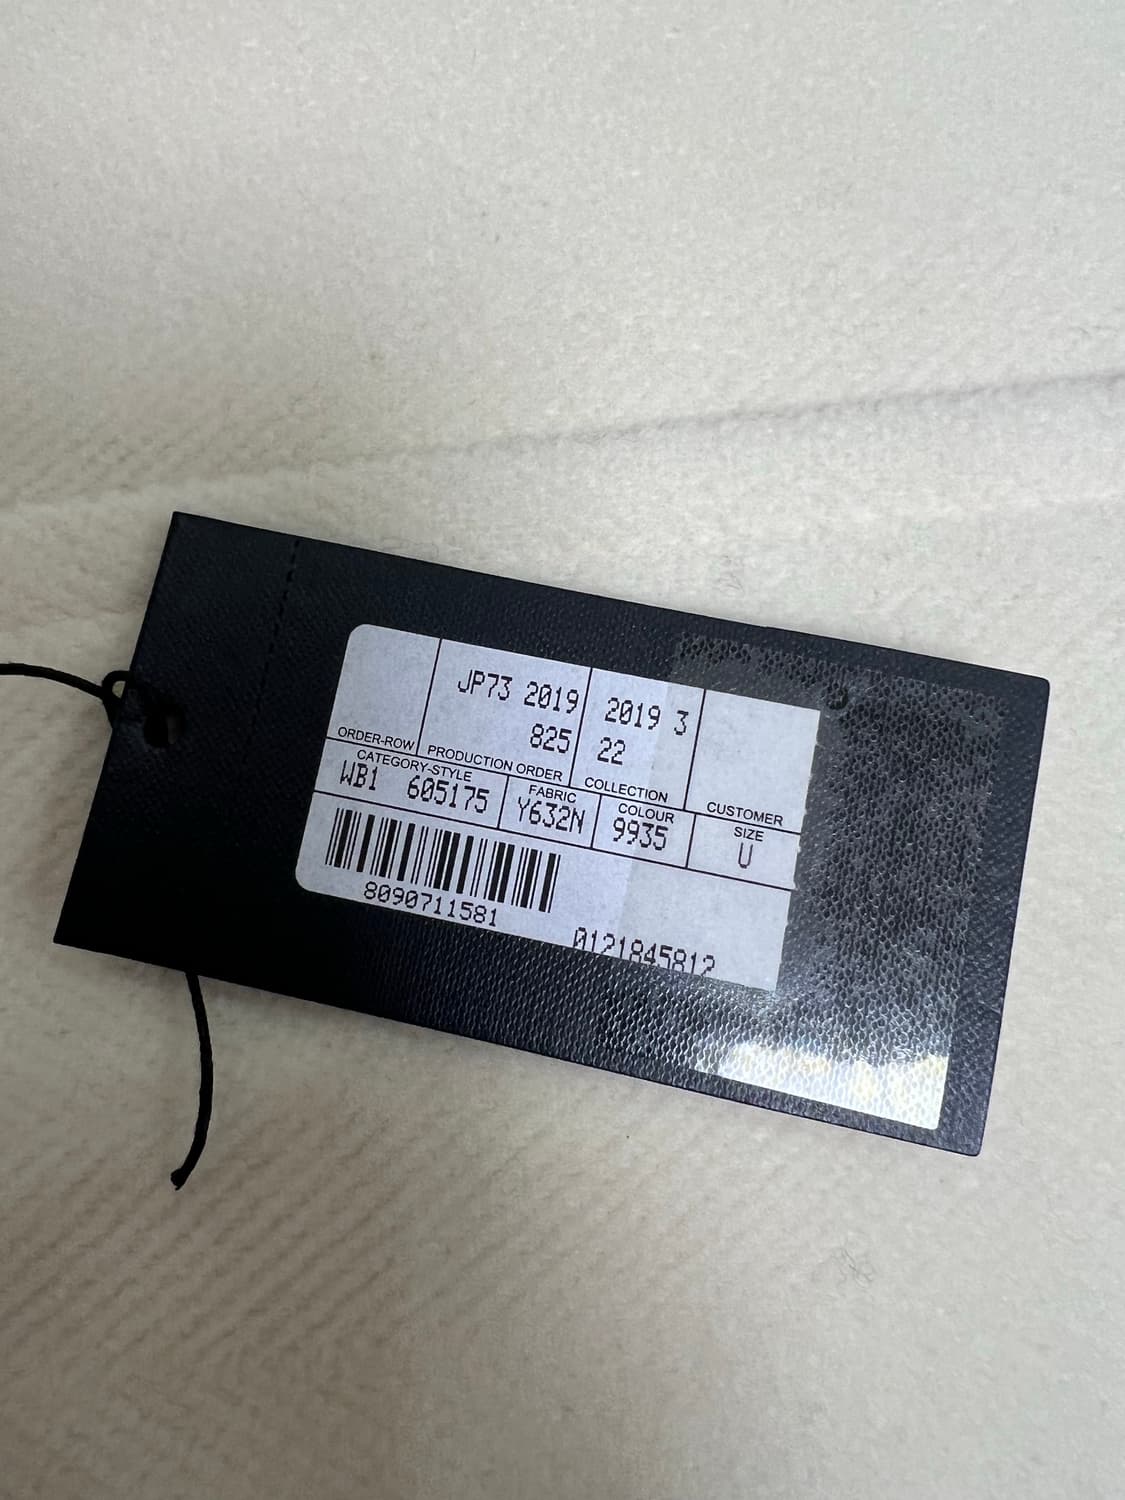 JP73 2019
825
2019 3
22
ORDER-ROW
PRODUCTION ORDER
COLLECTION
CUSTOMER
CATEGORY-STYLE
WB1 605175
FABRIC
Y632N
COLOUR
9935
SIZE
U
8090711581
0121845812